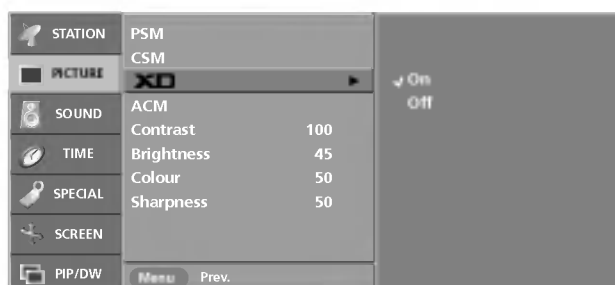 STATION
PICTURE
SOUND
TIME
SPECIAL
SCREEN
PIP/DW
PSM
CSM
XD
ACM
Contrast 100
Brightness 45
Colour 50
Sharpness 50
Menu Prev.
On
Off